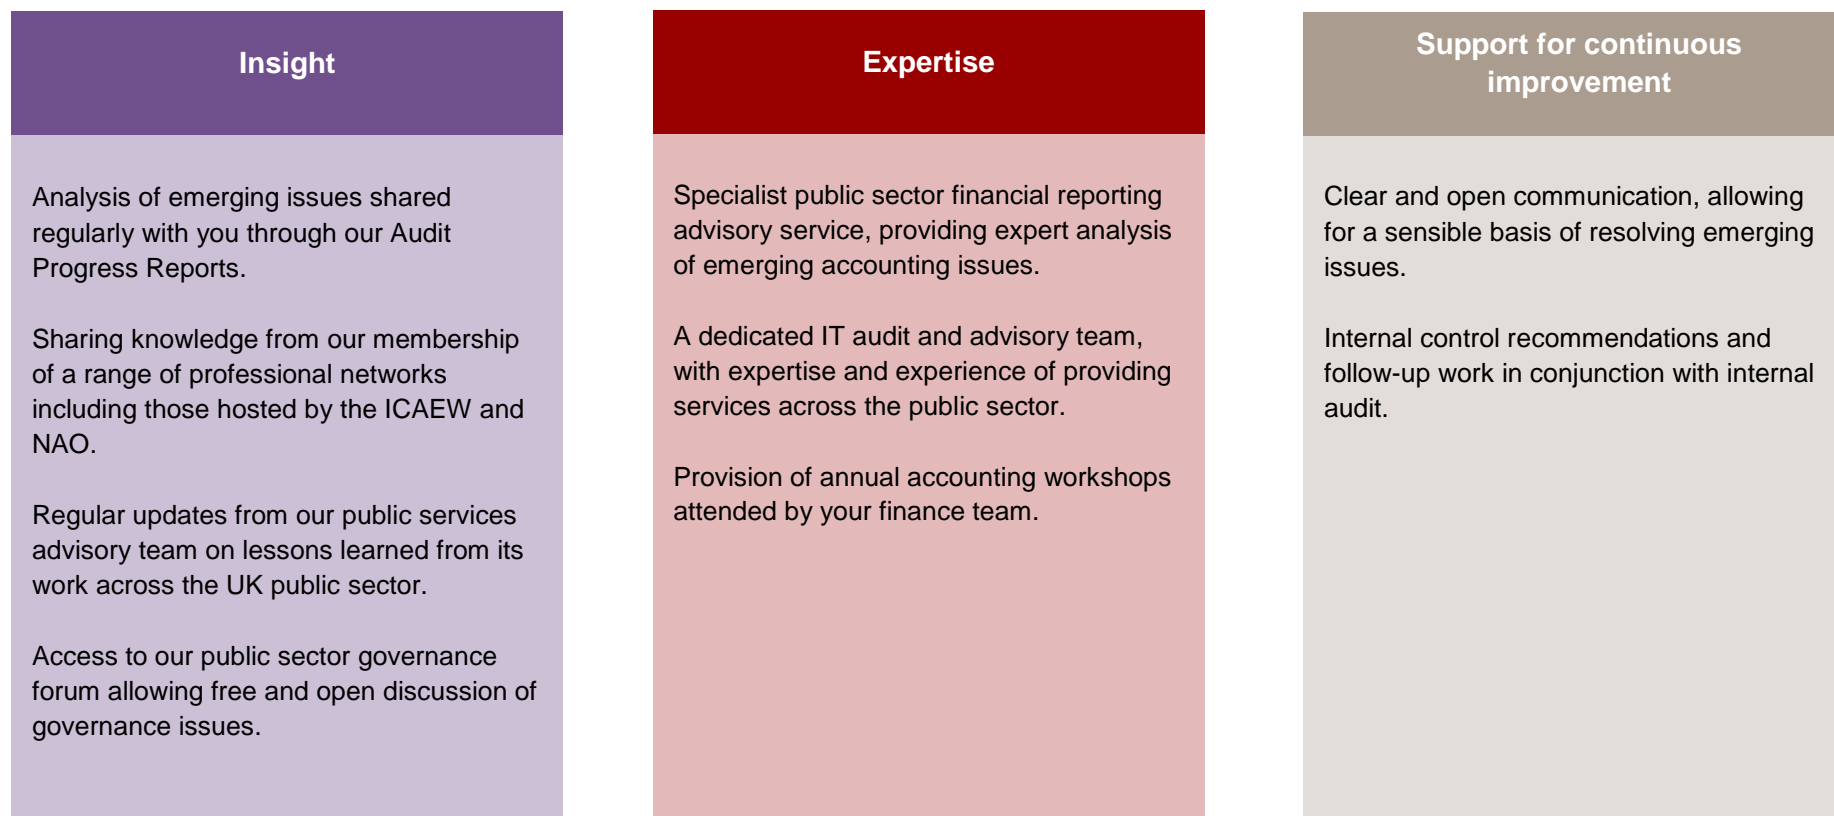 Insight
Analysis of emerging issues shared
regularly with you through our Audit
Progress Reports.
Sharing knowledge from our membership
of a range of professional networks
including those hosted by the ICAEW and
NAO.
Regular updates from our public services
advisory team on lessons learned from its
work across the UK public sector.
Access to our public sector governance
forum allowing free and open discussion of
governance issues.
Expertise
Specialist public sector financial reporting
advisory service, providing expert analysis
of emerging accounting issues.
A dedicated IT audit and advisory team,
with expertise and experience of providing
services across the public sector.
Provision of annual accounting workshops
attended by your finance team.
Support for continuous
improvement
Clear and open communication, allowing
for a sensible basis of resolving emerging
issues.
Internal control recommendations and
follow-up work in conjunction with internal
audit.